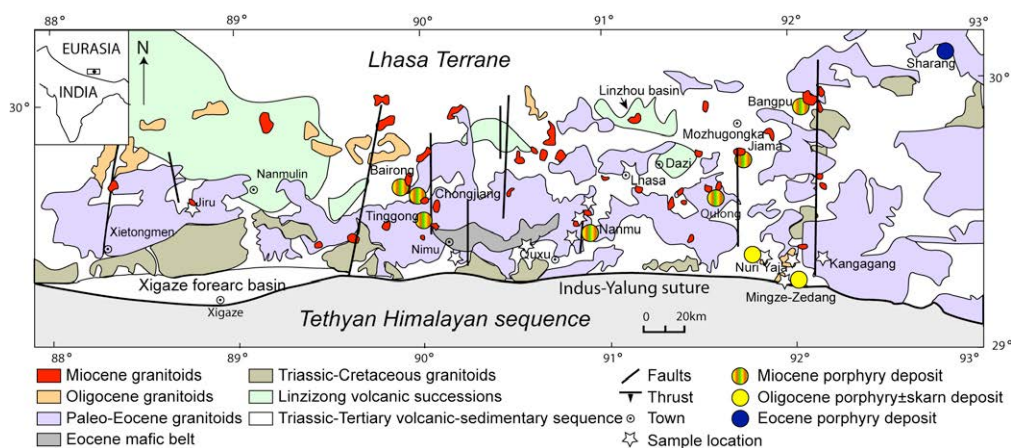 88° 89° 90° 91° 92° 93°
EURASIA
INDIA
N
Lhasa Terrane
Sharang
30°
30°
Linzhou basin
Bangpu
Mozhugongka
Jiama
Dazi
Lhasa
Nanmulin
Bairong
Chongjiang
Jiru
Qulong
Tinggong
Xietongmen
Nimu
Quxu
Nanmu
Nuri
Yaja
Kangagang
Mingze-Zedang
Xigaze forearc basin
Indus-Yalung suture
Xigaze
Tethyan Himalayan sequence
0 20km
29°
88° 89° 90° 91° 92° 93°
Miocene granitoids
Oligocene granitoids
Paleo-Eocene granitoids
Eocene mafic belt
Triassic-Cretaceous granitoids
Linzizong volcanic successions
Triassic-Tertiary volcanic-sedimentary sequence
Faults
Thrust
Town
Sample location
Miocene porphyry deposit
Oligocene porphyry±skarn deposit
Eocene porphyry deposit